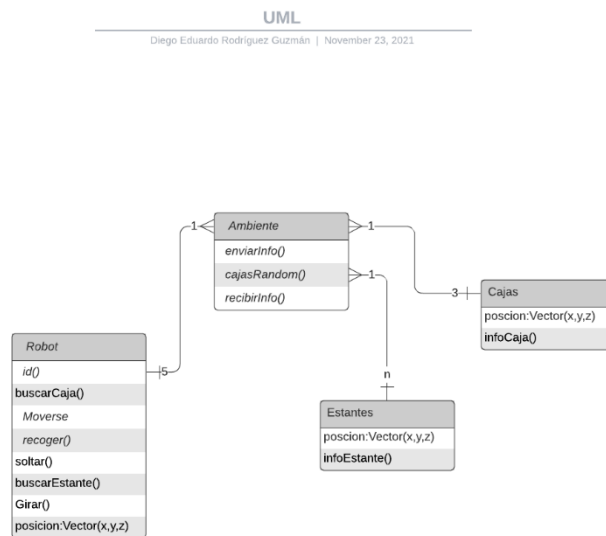 UML
Diego Eduardo Rodríguez Guzmán | November 23, 2021
1
Ambiente
1
enviarInfo()
cajasRandom()
1
recibirInfo()
3
Cajas
poscion:Vector(x,y,z)
infoCaja()
Robot
5
id()
buscarCaja()
Moverse
recoger()
soltar()
buscarEstante()
Girar()
posicion:Vector(x,y,z)
n
Estantes
poscion:Vector(x,y,z)
infoEstante()